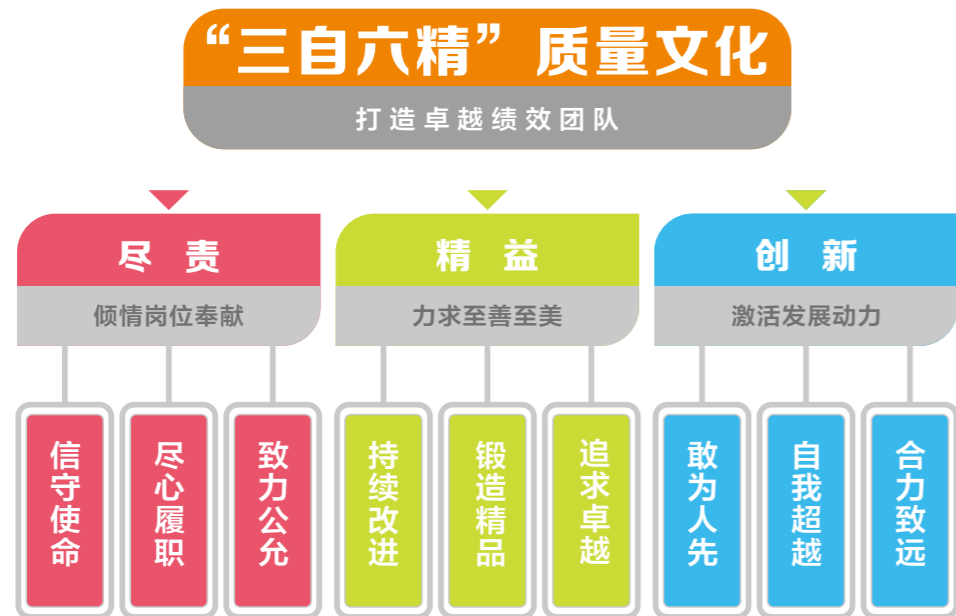 “三自六精”质量文化
打造卓越绩效团队
尽责
倾情岗位奉献
信守使命
尽心履职
致力公允
精益
力求至善至美
持续改进
锻造精品
追求卓越
创新
激活发展动力
敢为人先
自我超越
合力致远